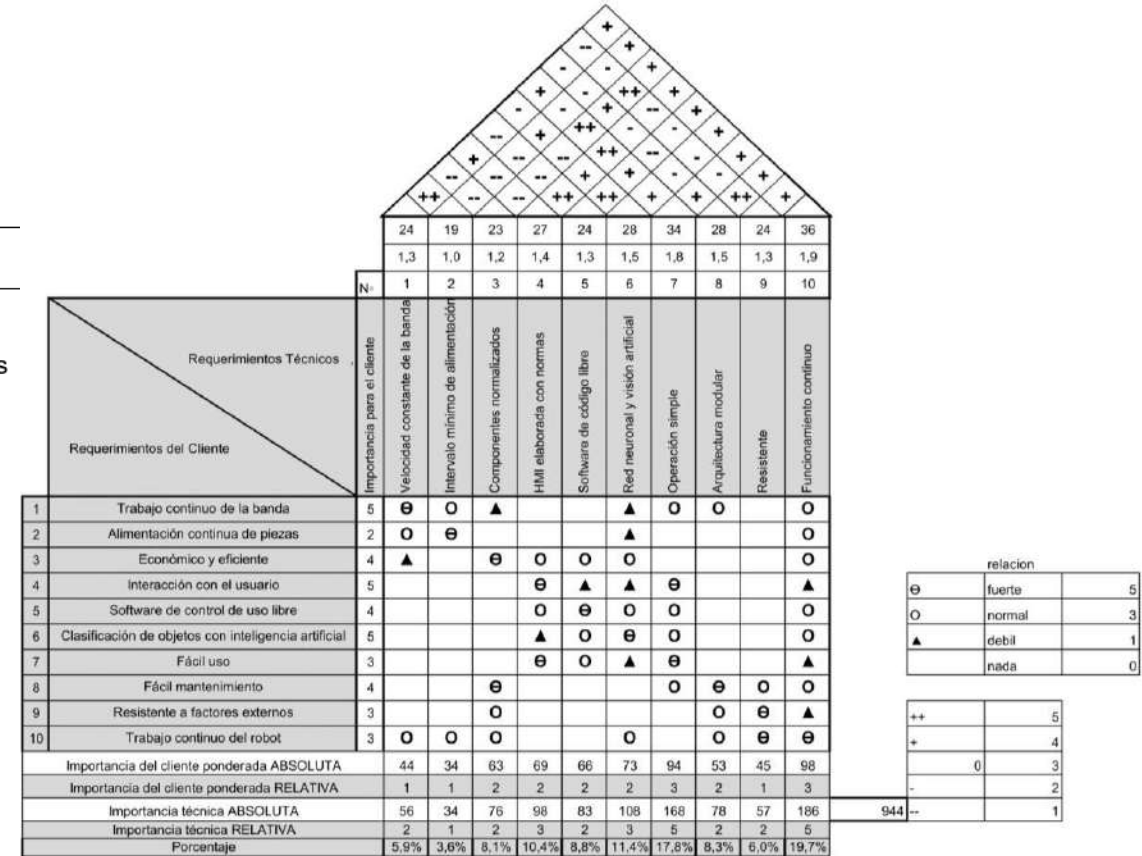 24 19 23 27 24 28 34 28 24 36
1,3 1,0 1,2 1,4 1,3 1,5 1,8 1,5 1,3 1,9
N° 1 2 3 4 5 6 7 8 9 10
s
Requerimientos Técnicos
Requerimientos del Cliente
Importancia para el cliente
Velocidad constante de la banda
Intervalo mínimo de alimentación
Componentes normalizados
HMI elaborada con normas
Software de código libre
Red neuronal y visión artificial
Operación simple
Arquitectura modular
Resistente
Funcionamiento continuo
1 Trabajo continuo de la banda 5 ϴ O ▲ ▲ O O O
2 Alimentación continua de piezas 2 O ϴ ▲ O
3 Económico y eficiente 4 ▲ ϴ O O O O
4 Interacción con el usuario 5 ϴ ▲ ▲ ϴ ▲
5 Software de control de uso libre 4 O ϴ O O O
6 Clasificación de objetos con inteligencia artificial 5 ▲ O ϴ O O
7 Fácil uso 3 ϴ O ▲ ϴ ▲
8 Fácil mantenimiento 4 ϴ O ϴ O O
9 Resistente a factores externos 3 O O ϴ ▲
10 Trabajo continuo del robot 3 O O O O O ϴ ϴ
Importancia del cliente ponderada ABSOLUTA 44 34 63 69 66 73 94 53 45 98
Importancia del cliente ponderada RELATIVA 1 1 2 2 2 2 3 2 1 3
Importancia técnica ABSOLUTA 56 34 76 98 83 108 168 78 57 186 944
Importancia técnica RELATIVA 2 1 2 3 2 3 5 2 2 5
Porcentaje 5,9% 3,6% 8,1% 10,4% 8,8% 11,4% 17,8% 8,3% 6,0% 19,7%
relacion
ϴ fuerte 5
O normal 3
▲ debil 1
nada 0
++ 5
+ 4
0 3
- 2
-- 1